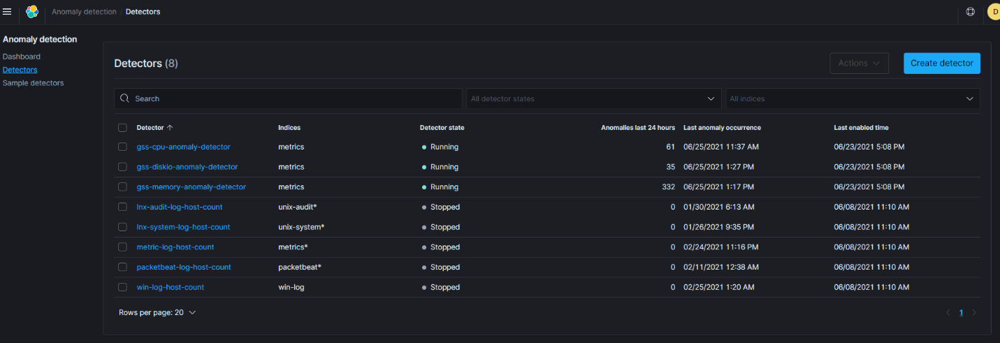 Anomaly detection / Detectors
D
Anomaly detection
Dashboard
Detectors
Sample detectors
Detectors (8)
Actions
Create detector
Search
All detector states
All indices
Detector Indices Detector state Anomalies last 24 hours Last anomaly occurrence Last enabled time
gss-cpu-anomaly-detector metrics Running 61 06/25/2021 11:37 AM 06/23/2021 5:08 PM
gss-diskio-anomaly-detector metrics Running 35 06/25/2021 1:27 PM 06/23/2021 5:08 PM
gss-memory-anomaly-detector metrics Running 332 06/25/2021 1:17 PM 06/23/2021 5:08 PM
lnx-audit-log-host-count unix-audit* Stopped 0 01/30/2021 6:13 AM 06/08/2021 11:10 AM
lnx-system-log-host-count unix-system* Stopped 0 01/26/2021 9:35 PM 06/08/2021 11:10 AM
metric-log-host-count metrics* Stopped 0 02/24/2021 11:16 PM 06/08/2021 11:10 AM
packetbeat-log-host-count packetbeat* Stopped 0 02/11/2021 12:38 AM 06/08/2021 11:10 AM
win-log-host-count win-log Stopped 0 02/25/2021 1:20 AM 06/08/2021 11:10 AM
Rows per page: 20
1